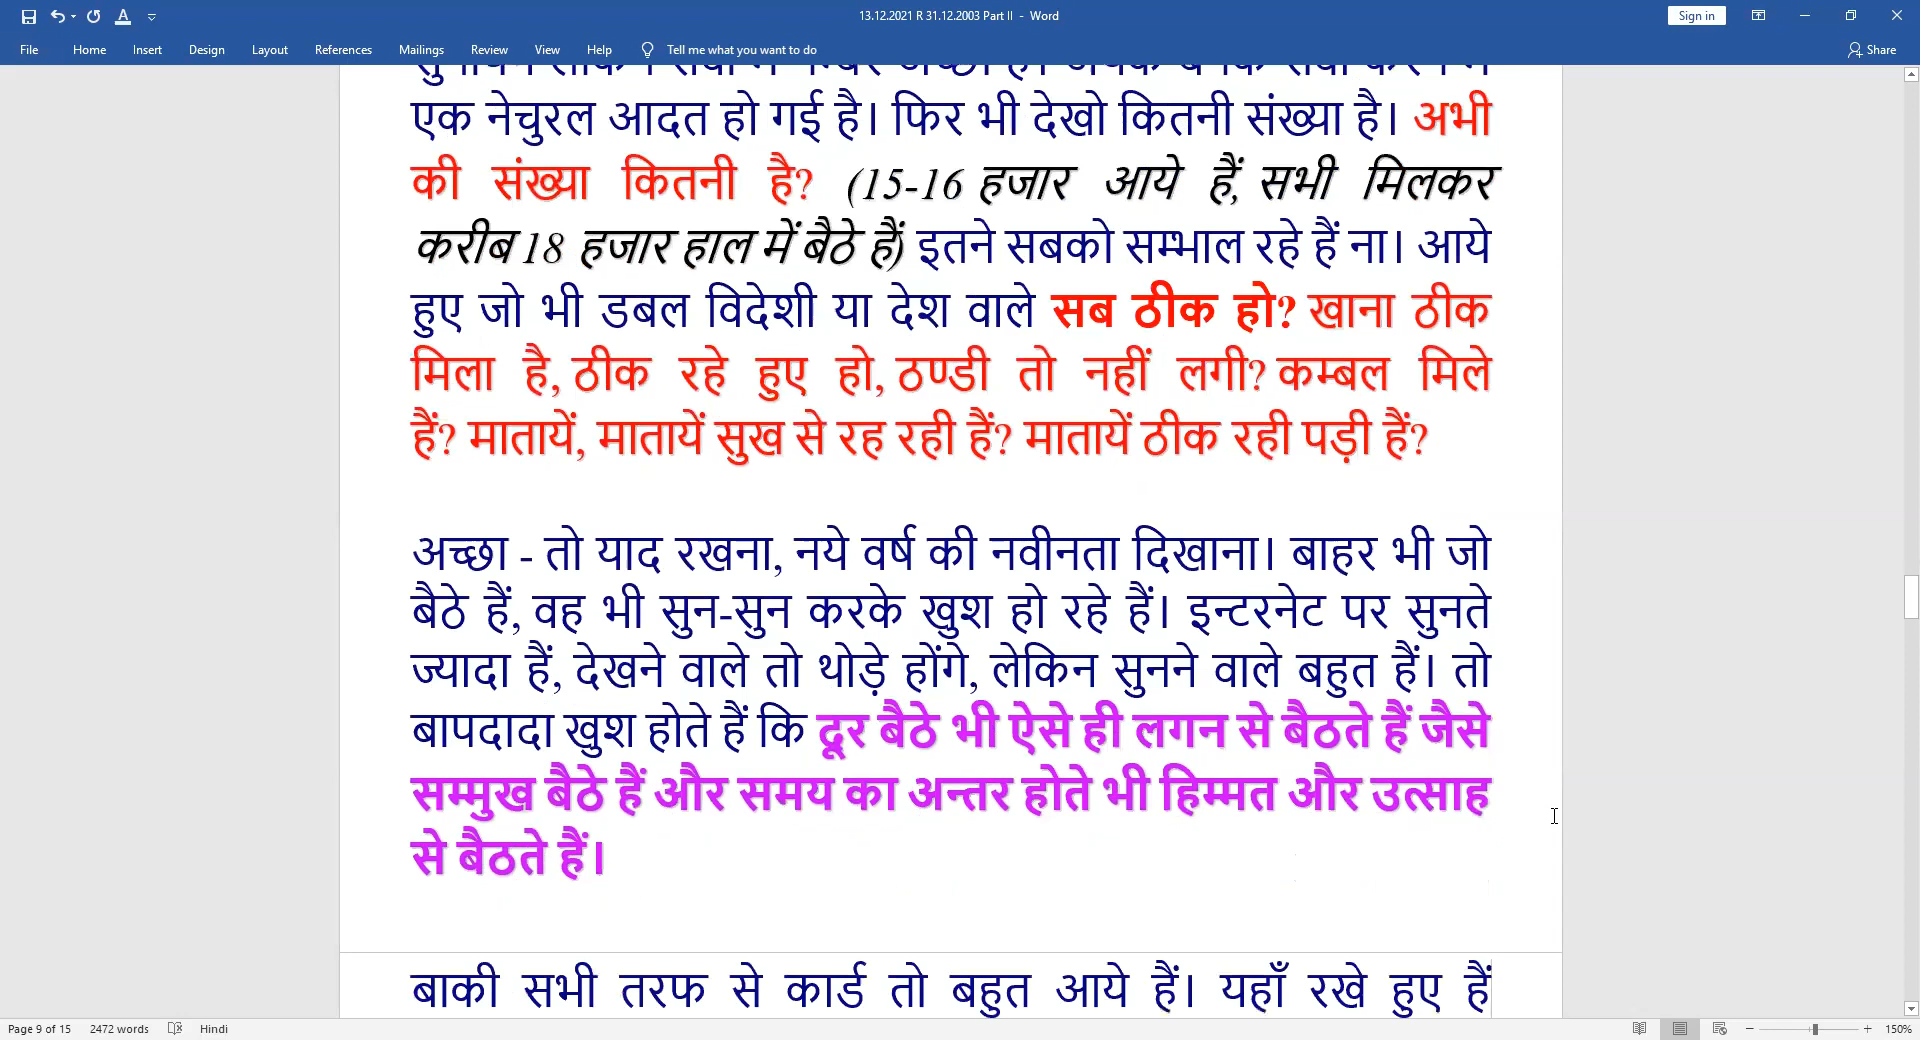 13.12.2021 R 31.12.2003 Part II - Word
Sign in
File Home Insert Design Layout References Mailings Review View Help Tell me what you want to do Share
एक नेचुरल आदत हो गई है। फिर भी देखो कितनी संख्या है। अभी
की संख्या कितनी है? (15-16 हजार आये हैं, सभी मिलकर
करीब 18 हजार हाल में बैठे हैं) इतने सबको सम्भाल रहे हैं ना। आये
हुए जो भी डबल विदेशी या देश वाले सब ठीक हो? खाना ठीक
मिला है, ठीक रहे हुए हो, ठण्डी तो नहीं लगी? कम्बल मिले
हैं? मातायें, मातायें सुख से रह रही हैं? मातायें ठीक रही पड़ी हैं?
अच्छा - तो याद रखना, नये वर्ष की नवीनता दिखाना। बाहर भी जो
बैठे हैं, वह भी सुन-सुन करके खुश हो रहे हैं। इन्टरनेट पर सुनते
ज्यादा हैं, देखने वाले तो थोड़े होंगे, लेकिन सुनने वाले बहुत हैं। तो
बापदादा खुश होते हैं कि दूर बैठे भी ऐसे ही लगन से बैठते हैं जैसे
सम्मुख बैठे हैं और समय का अन्तर होते भी हिम्मत और उत्साह
से बैठते हैं।
बाकी सभी तरफ से कार्ड तो बहुत आये हैं। यहाँ रखे हुए हैं
Page 9 of 15 2472 words Hindi 150%